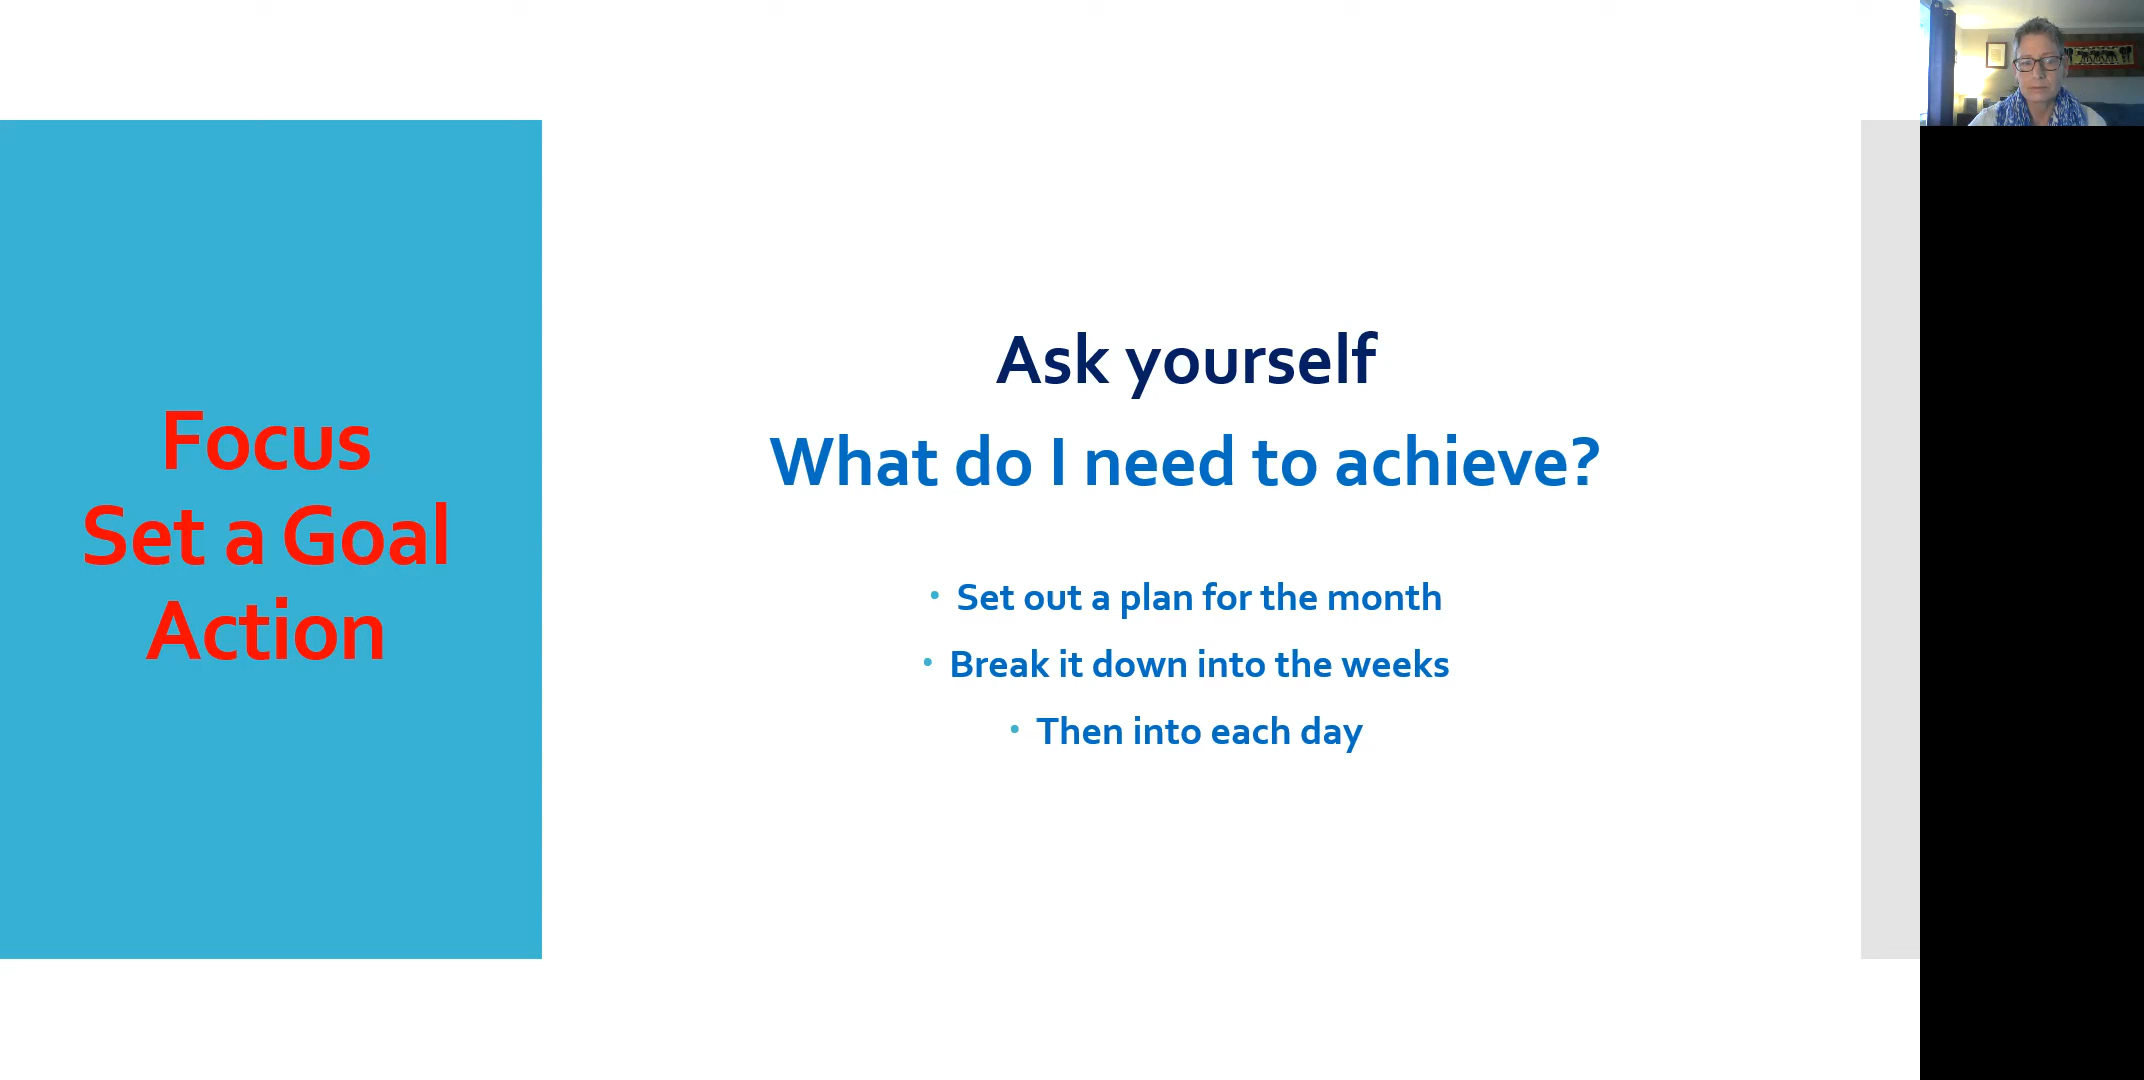 Focus
Set a Goal
Action
Ask yourself
What do I need to achieve?
• Set out a plan for the month
• Break it down into the weeks
• Then into each day